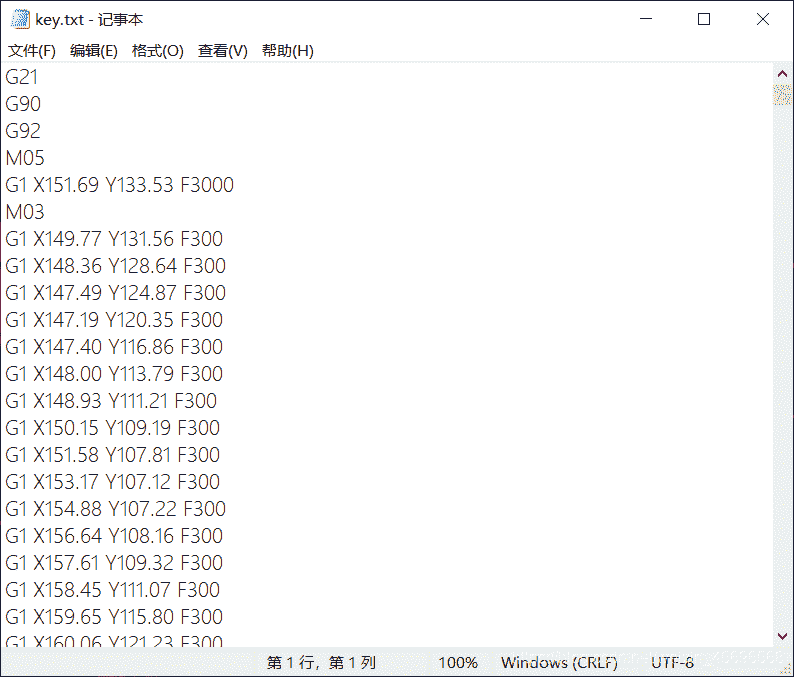 key.txt - 记事本
文件(F) 编辑(E) 格式(O) 查看(V) 帮助(H)
G21
G90
G92
M05
G1 X151.69 Y133.53 F3000
M03
G1 X149.77 Y131.56 F300
G1 X148.36 Y128.64 F300
G1 X147.49 Y124.87 F300
G1 X147.19 Y120.35 F300
G1 X147.40 Y116.86 F300
G1 X148.00 Y113.79 F300
G1 X148.93 Y111.21 F300
G1 X150.15 Y109.19 F300
G1 X151.58 Y107.81 F300
G1 X153.17 Y107.12 F300
G1 X154.88 Y107.22 F300
G1 X156.64 Y108.16 F300
G1 X157.61 Y109.32 F300
G1 X158.45 Y111.07 F300
G1 X159.65 Y115.80 F300
G1 X160.06 Y121.23 F300
第 1 行，第 1 列 100% Windows (CRLF) UTF-8